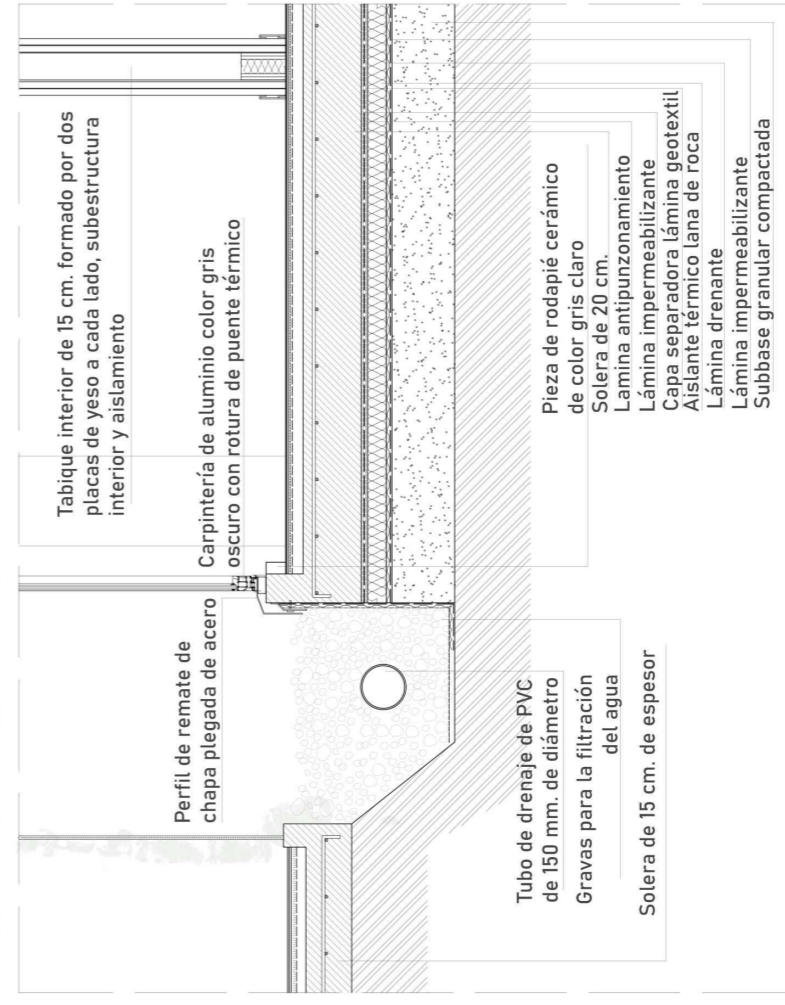 Tabique interior de 15 cm. formado por dos
placas de yeso a cada lado, subestructura
interior y aislamiento
Carpintería de aluminio color gris
oscuro con rotura de puente térmico
Perfil de remate de
chapa plegada de acero
Pieza de rodapié cerámico
de color gris claro
Solera de 20 cm.
Lamina antipunzonamiento
Lámina impermeabilizante
Capa separadora lámina geotextil
Aislante térmico lana de roca
Lámina drenante
Lámina impermeabilizante
Subbase granular compactada
Tubo de drenaje de PVC
de 150 mm. de diámetro
Gravas para la filtración
del agua
Solera de 15 cm. de espesor